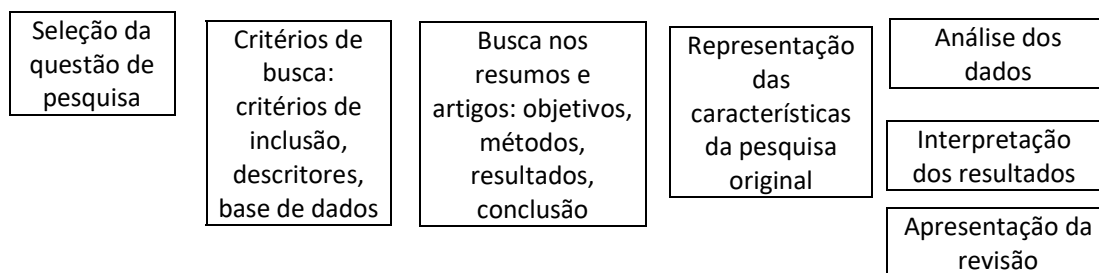 Seleção da
questão de
pesquisa
Critérios de
busca:
critérios de
inclusão,
descritores,
base de dados
Busca nos
resumos e
artigos: objetivos,
métodos,
resultados,
conclusão
Representação
das
características
da pesquisa
original
Análise dos
dados
Interpretação
dos resultados
Apresentação da
revisão